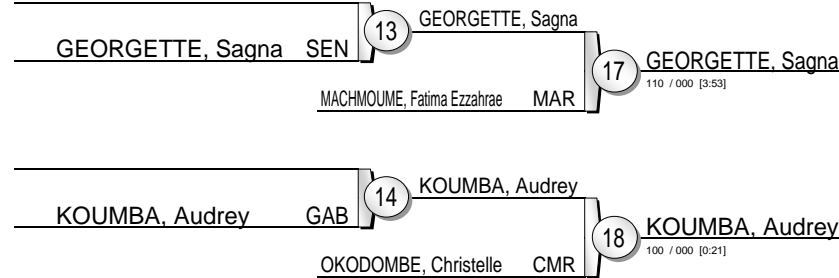 13 GEORGETTE, Sagna
GEORGETTE, Sagna SEN
17 GEORGETTE, Sagna
110 / 000 [3:53]
MACHMOUME, Fatima Ezzahrae MAR
14 KOUMBA, Audrey
KOUMBA, Audrey GAB
18 KOUMBA, Audrey
100 / 000 [0:21]
OKODOMBE, Christelle CMR